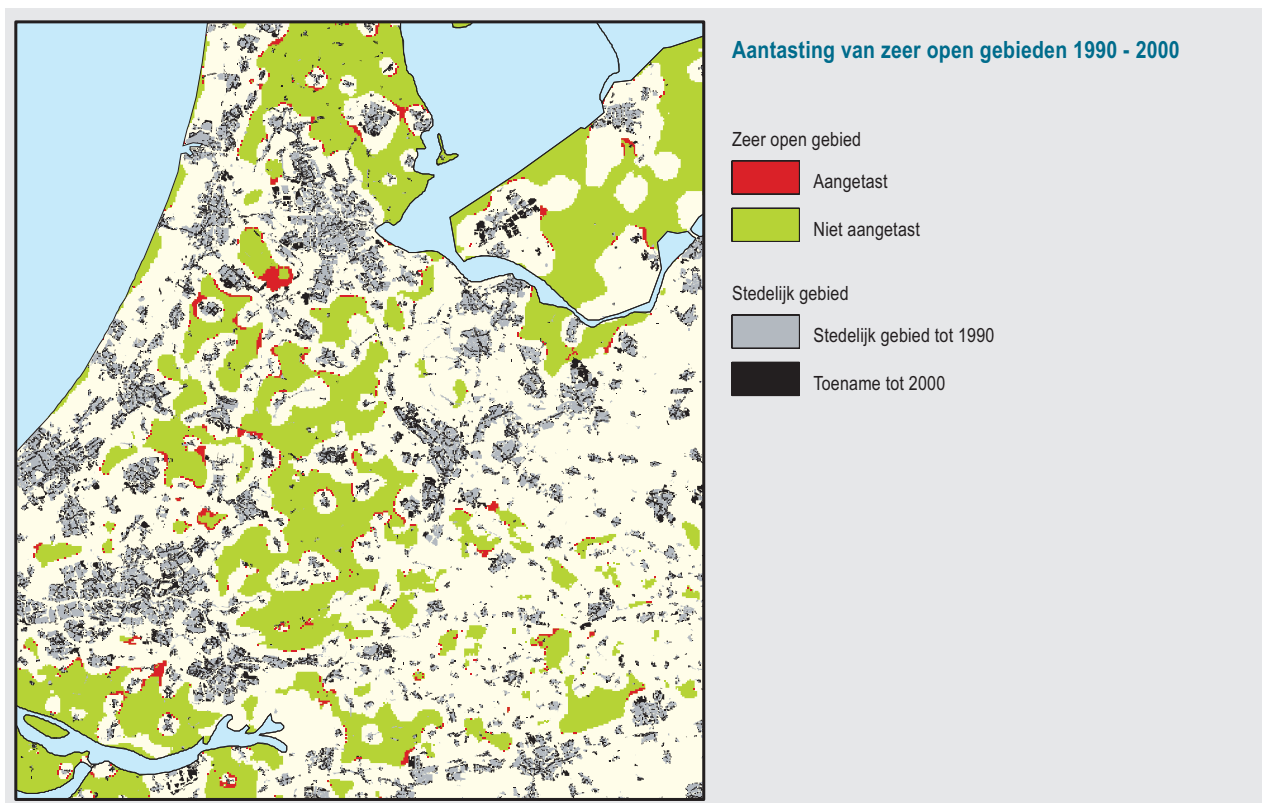 Aantasting van zeer open gebieden 1990 - 2000
Zeer open gebied
Aangetast
Niet aangetast
Stedelijk gebied
Stedelijk gebied tot 1990
Toename tot 2000